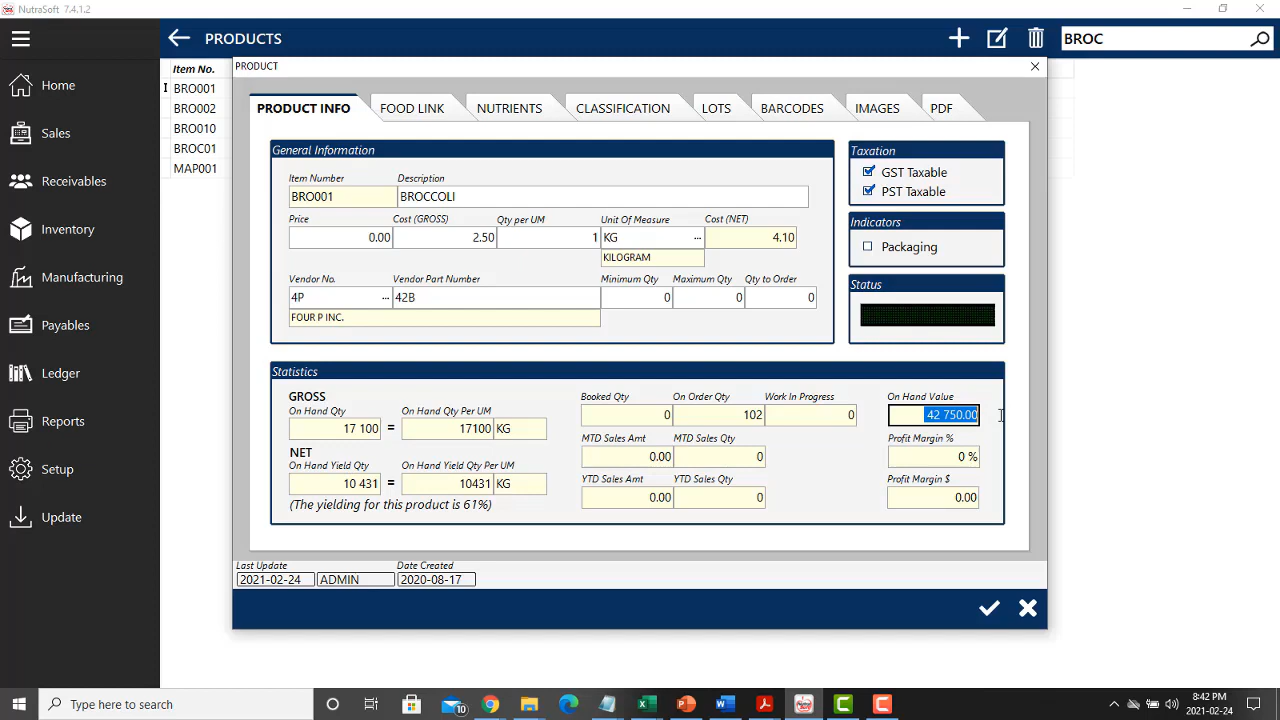 NutraSoft 7.4.1.2
PRODUCTS
BROC
Home
Sales
Receivables
Inventory
Manufacturing
Payables
Ledger
Reports
Setup
Update
Item No.
BRO001
BRO002
BRO010
BROC01
MAP001
PRODUCT
PRODUCT INFO FOOD LINK NUTRIENTS CLASSIFICATION LOTS BARCODES IMAGES PDF
General Information
Item Number Description
BRO001 BROCCOLI
Price Cost (GROSS) Qty per UM Unit Of Measure Cost (NET)
0.00 2.50 1 KG ... 4.10
KILOGRAM
Vendor No. Vendor Part Number Minimum Qty Maximum Qty Qty to Order
4P ... 42B 0 0 0
FOUR P INC.
Taxation
GST Taxable
PST Taxable
Indicators
Packaging
Status
Statistics
GROSS
On Hand Qty On Hand Qty Per UM
17 100 = 17100 KG
NET
On Hand Yield Qty On Hand Yield Qty Per UM
10 431 = 10431 KG
(The yielding for this product is 61%)
Booked Qty On Order Qty Work In Progress On Hand Value
0 102 0 42 750.00
MTD Sales Amt MTD Sales Qty Profit Margin %
0.00 0 0 %
YTD Sales Amt YTD Sales Qty Profit Margin $
0.00 0 0.00
Last Update Date Created
2021-02-24 ADMIN 2020-08-17
Type here to search
10
8:42 PM
2021-02-24